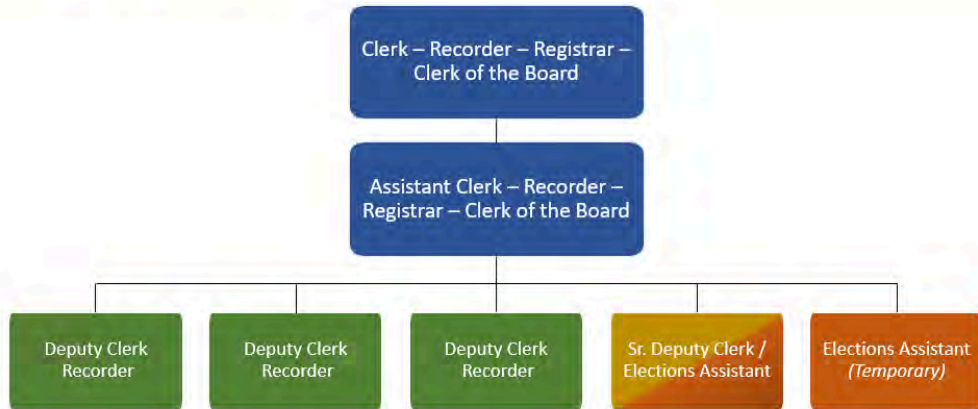 Clerk – Recorder – Registrar –
Clerk of the Board
Assistant Clerk – Recorder –
Registrar – Clerk of the Board
Deputy Clerk
Recorder
Deputy Clerk
Recorder
Deputy Clerk
Recorder
Sr. Deputy Clerk /
Elections Assistant
Elections Assistant
(Temporary)